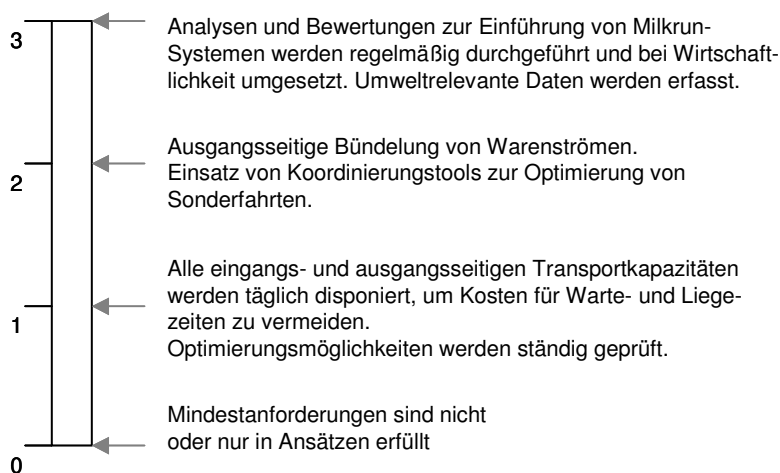 3
Analysen und Bewertungen zur Einführung von Milkrun-
Systemen werden regelmäßig durchgeführt und bei Wirtschaft-
lichkeit umgesetzt. Umweltrelevante Daten werden erfasst.
2
Ausgangsseitige Bündelung von Warenströmen.
Einsatz von Koordinierungstools zur Optimierung von
Sonderfahrten.
1
Alle eingangs- und ausgangsseitigen Transportkapazitäten
werden täglich disponiert, um Kosten für Warte- und Liege-
zeiten zu vermeiden.
Optimierungsmöglichkeiten werden ständig geprüft.
0
Mindestanforderungen sind nicht
oder nur in Ansätzen erfüllt